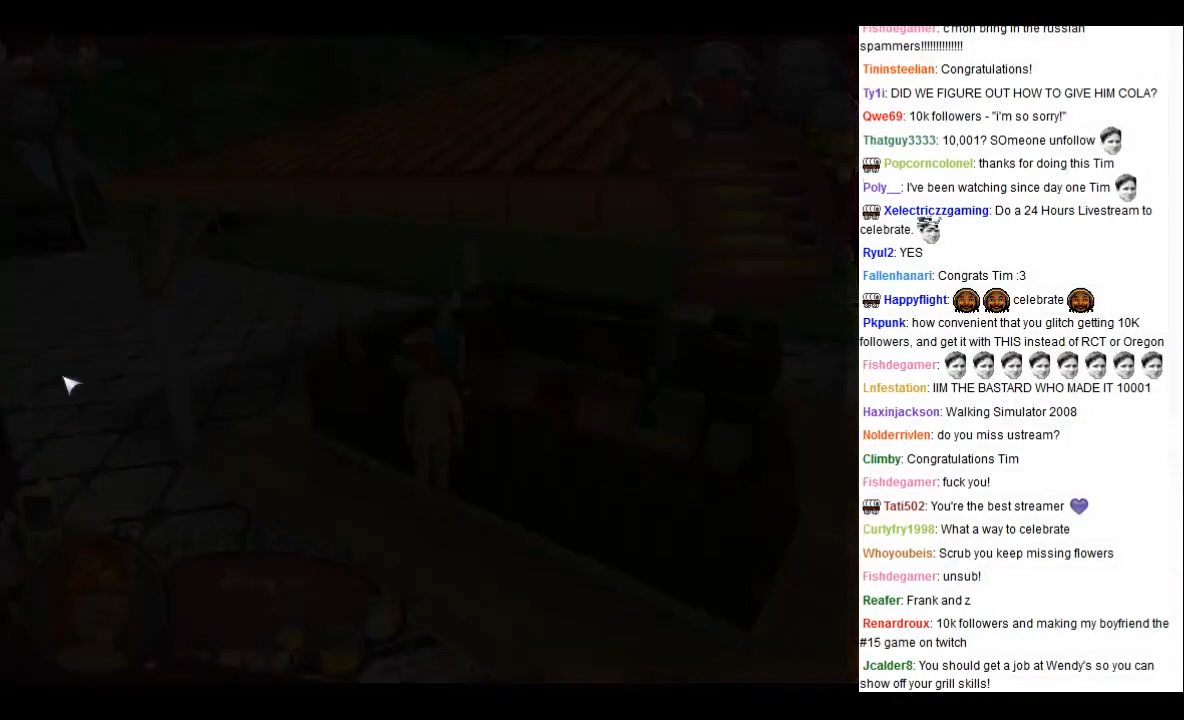 Fishdegamer: c'mon bring in the russian
spammers!!!!!!!!!!!!!!
Tininsteelian: Congratulations!
Ty1i: DID WE FIGURE OUT HOW TO GIVE HIM COLA?
Qwe69: 10k followers - "i'm so sorry!"
Thatguy3333: 10,001? SOmeone unfollow
Popcorncolonel: thanks for doing this Tim
Poly__: I've been watching since day one Tim
Xelectriczzgaming: Do a 24 Hours Livestream to
celebrate.
Ryul2: YES
Fallenhanari: Congrats Tim :3
Happyflight: celebrate
Pkpunk: how convenient that you glitch getting 10K
followers, and get it with THIS instead of RCT or Oregon
Fishdegamer:
Lnfestation: IIM THE BASTARD WHO MADE IT 10001
Haxinjackson: Walking Simulator 2008
Nolderrivlen: do you miss ustream?
Climby: Congratulations Tim
Fishdegamer: fuck you!
Tati502: You're the best streamer
Curlyfry1998: What a way to celebrate
Whoyoubeis: Scrub you keep missing flowers
Fishdegamer: unsub!
Reafer: Frank and z
Renardroux: 10k followers and making my boyfriend the
#15 game on twitch
Jcalder8: You should get a job at Wendy's so you can
show off your grill skills!